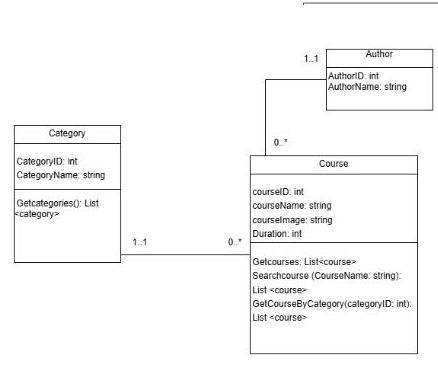 Author
1..1
AuthorID: int
AuthorName: string
0..*
Category
CategoryID: int
CategoryName: string
Getcategories(): List
<category>
1..1
0..*
Course
courseID: int
courseName: string
courseImage: string
Duration: int
Getcourses: List<course>
Searchcourse (CourseName: string):
List <course>
GetCourseByCategory(categoryID: int):
List <course>